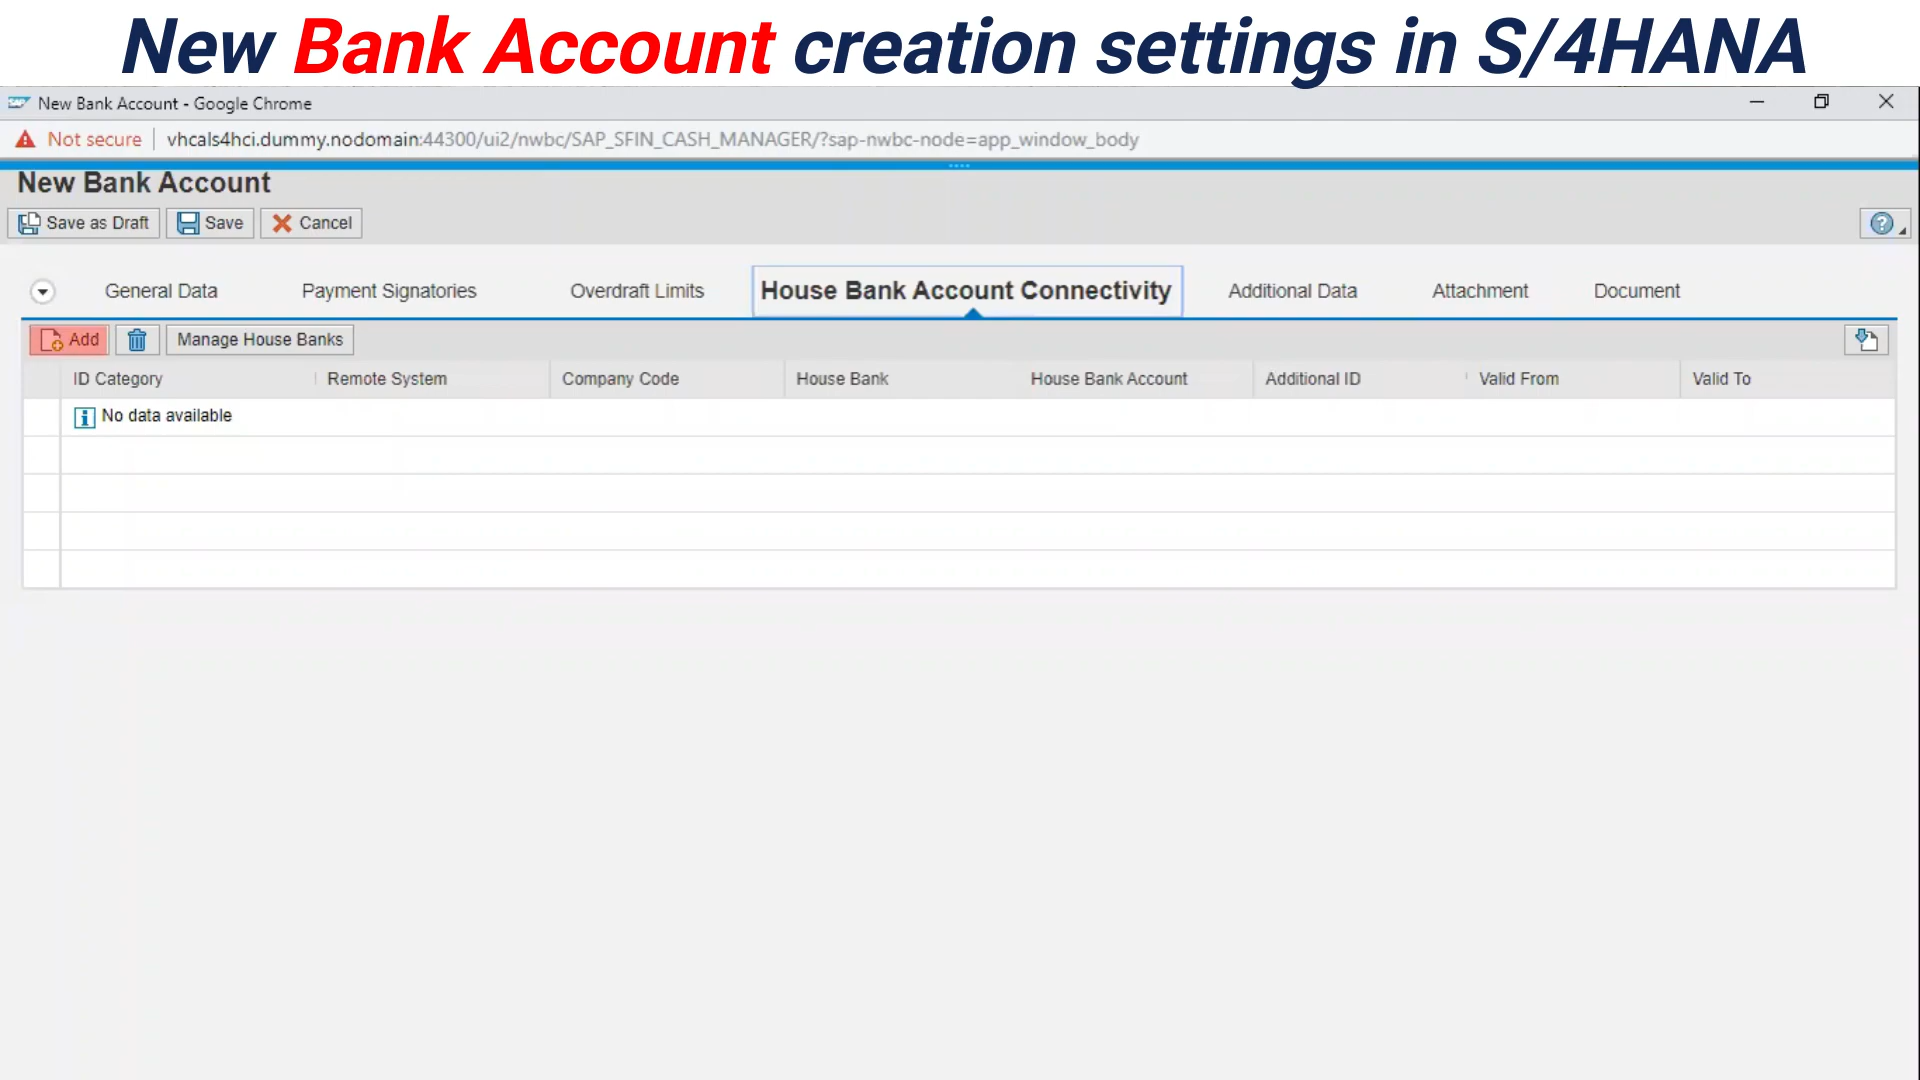 New Bank Account creation settings in S/4HANA
New Bank Account - Google Chrome
Not secure vhcals4hci.dummy.nodomain:44300/ui2/nwbc/SAP_SFIN_CASH_MANAGER/?sap-nwbc-node=app_window_body
New Bank Account
Save as Draft Save Cancel
General Data Payment Signatories Overdraft Limits House Bank Account Connectivity Additional Data Attachment Document
Add Manage House Banks
ID Category Remote System Company Code House Bank House Bank Account Additional ID Valid From Valid To
No data available